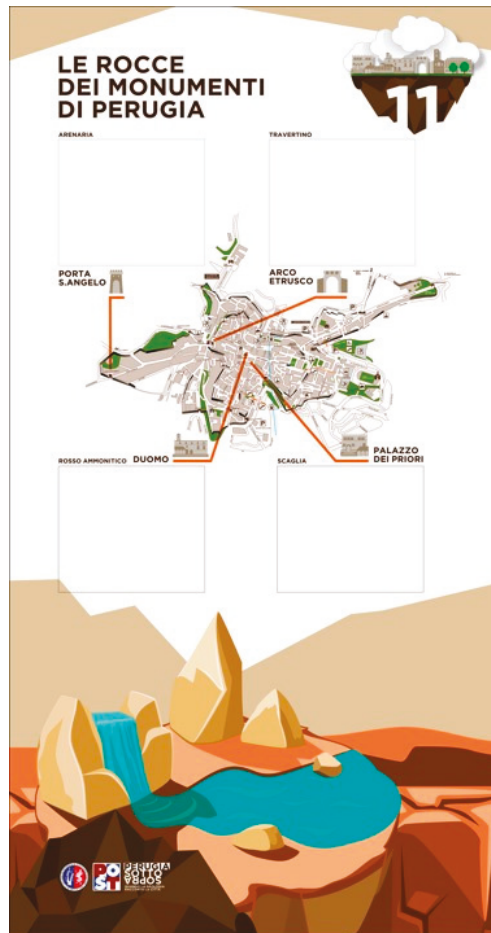 LE ROCCE
DEI MONUMENTI
DI PERUGIA
11
ARENARIA
TRAVERTINO
PORTA
S.ANGELO
ARCO
ETRUSCO
ROSSO AMMONITICO
DUOMO
SCAGLIA
PALAZZO
DEI PRIORI
POST
PERUGIA
SOTTO
SOPRA